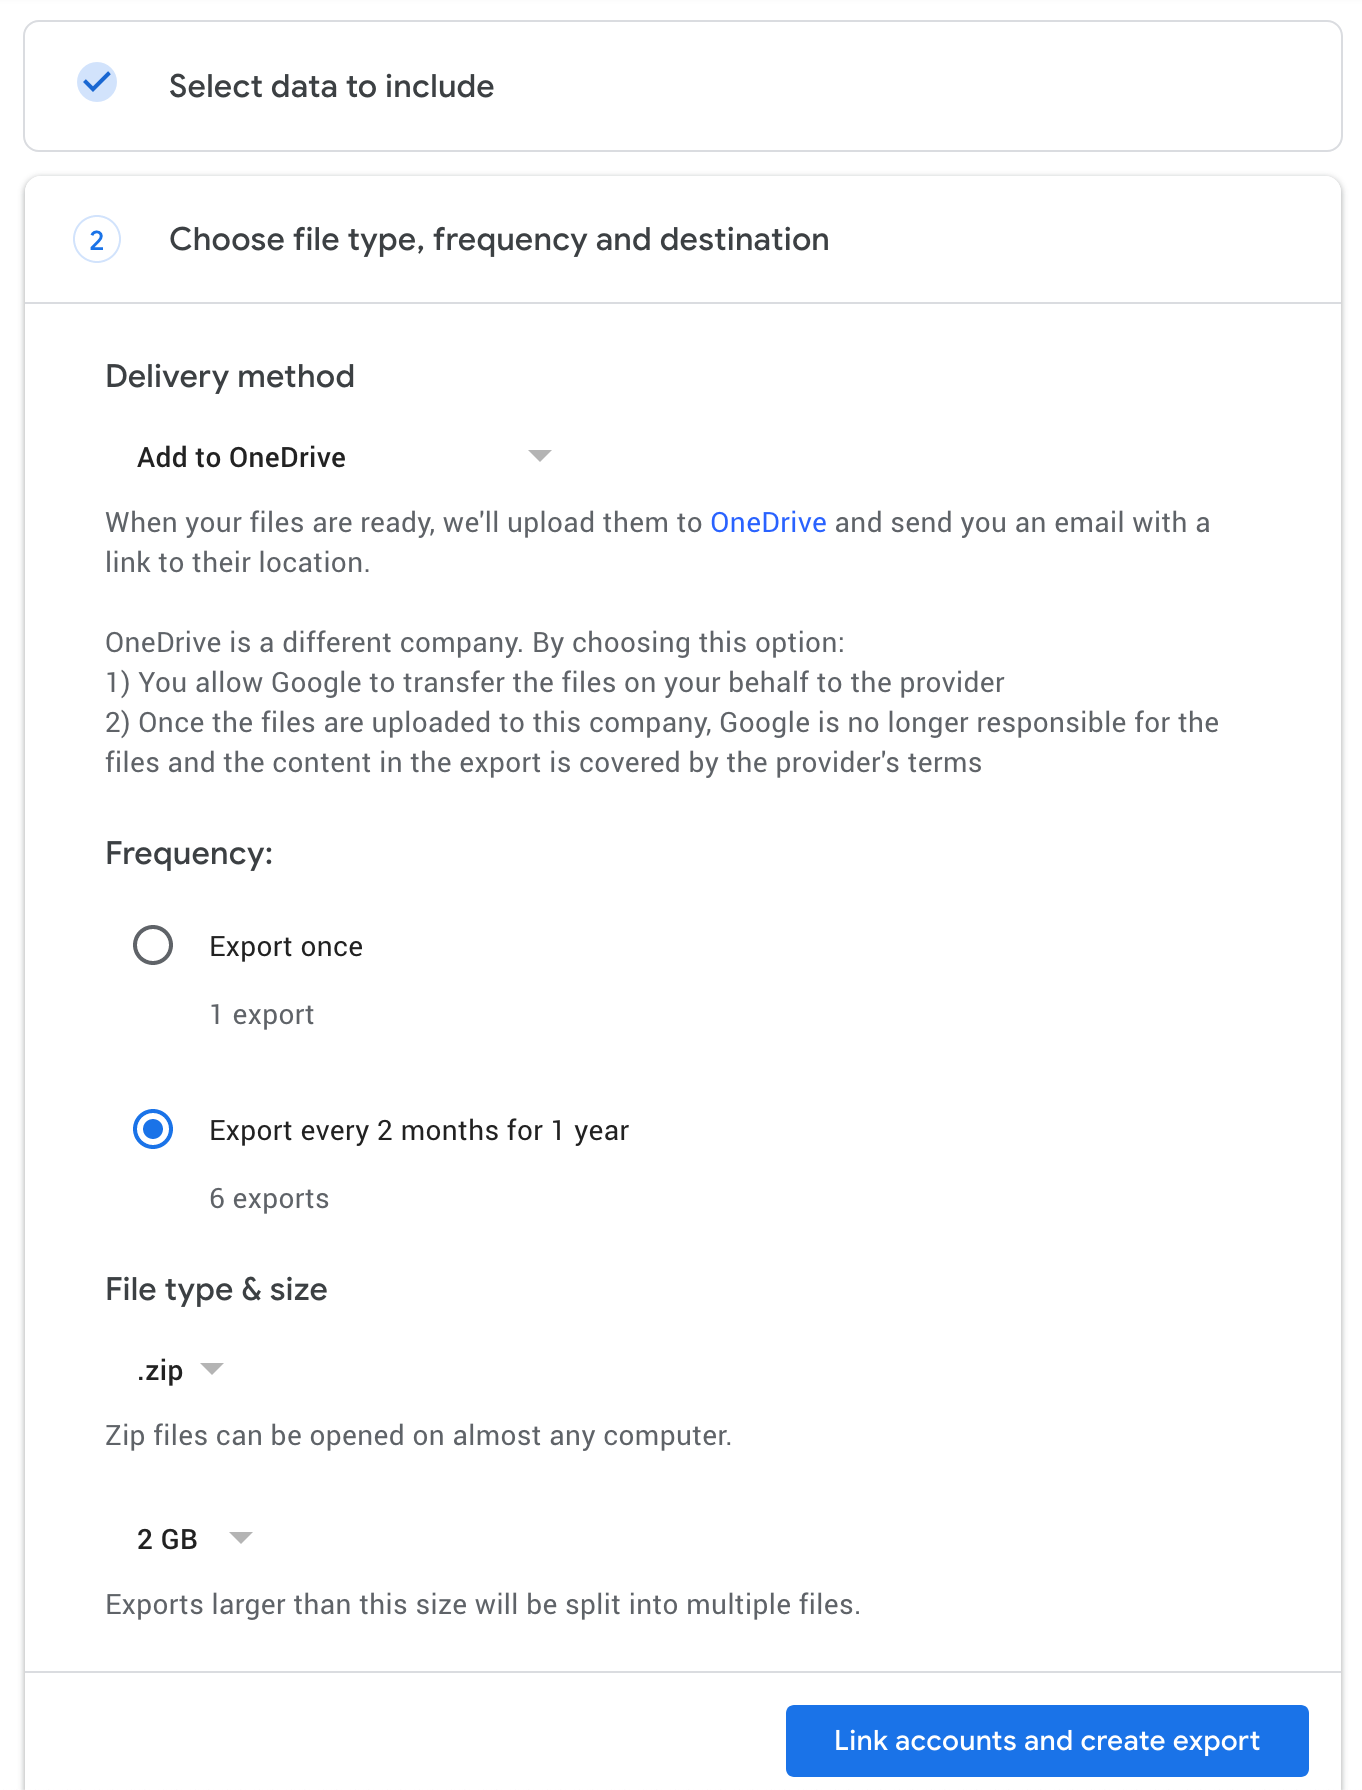 Select data to include
2
Choose file type, frequency and destination
Delivery method
Add to OneDrive
When your files are ready, we'll upload them to OneDrive and send you an email with a
link to their location.
OneDrive is a different company. By choosing this option:
1) You allow Google to transfer the files on your behalf to the provider
2) Once the files are uploaded to this company, Google is no longer responsible for the
files and the content in the export is covered by the provider's terms
Frequency:
Export once
1 export
Export every 2 months for 1 year
6 exports
File type & size
.zip
Zip files can be opened on almost any computer.
2 GB
Exports larger than this size will be split into multiple files.
Link accounts and create export